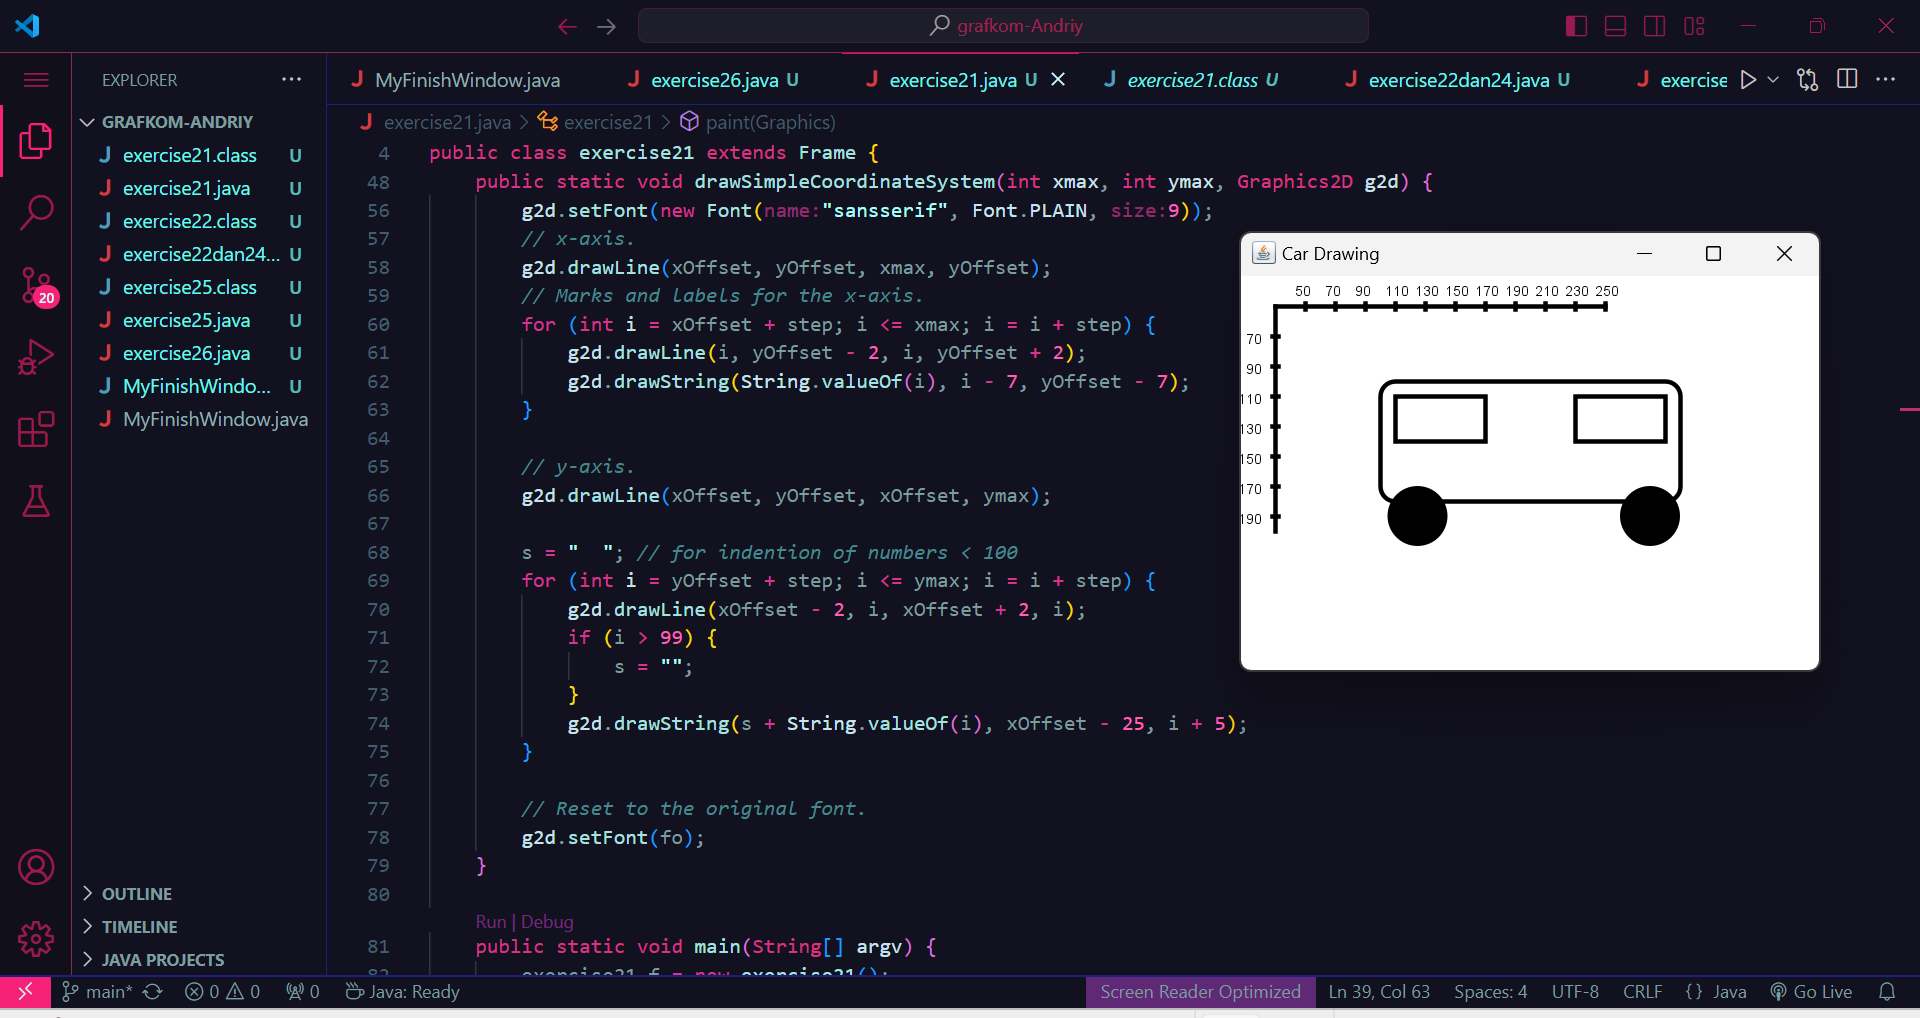 grafkom-Andriy
EXPLORER
MyFinishWindow.java
exercise26.java U
exercise21.java U
exercise21.class U
exercise22dan24.java U
exercise
GRAFKOM-ANDRIY
exercise21.class U
exercise21.java U
exercise22.class U
exercise22dan24... U
exercise25.class U
exercise25.java U
exercise26.java U
MyFinishWindo... U
MyFinishWindow.java
20
OUTLINE
TIMELINE
JAVA PROJECTS
exercise21.java > exercise21 > paint(Graphics)
4 public class exercise21 extends Frame {
48 public static void drawSimpleCoordinateSystem(int xmax, int ymax, Graphics2D g2d) {
56 g2d.setFont(new Font(name:"sansserif", Font.PLAIN, size:9));
57 // x-axis.
58 g2d.drawLine(xOffset, yOffset, xmax, yOffset);
59 // Marks and labels for the x-axis.
60 for (int i = xOffset + step; i <= xmax; i = i + step) {
61 g2d.drawLine(i, yOffset - 2, i, yOffset + 2);
62 g2d.drawString(String.valueOf(i), i - 7, yOffset - 7);
63 }
64
65 // y-axis.
66 g2d.drawLine(xOffset, yOffset, xOffset, ymax);
67
68 s = "  "; // for indention of numbers < 100
69 for (int i = yOffset + step; i <= ymax; i = i + step) {
70 g2d.drawLine(xOffset - 2, i, xOffset + 2, i);
71 if (i > 99) {
72 s = "";
73 }
74 g2d.drawString(s + String.valueOf(i), xOffset - 25, i + 5);
75 }
76
77 // Reset to the original font.
78 g2d.setFont(fo);
79 }
80
Run | Debug
81 public static void main(String[] argv) {
82 exercise21 f = new exercise21();
Car Drawing
50 70 90 110 130 150 170 190 210 230 250
70
90
110
130
150
170
190
main* 0 0 0 Java: Ready
Screen Reader Optimized Ln 39, Col 63 Spaces: 4 UTF-8 CRLF {} Java Go Live